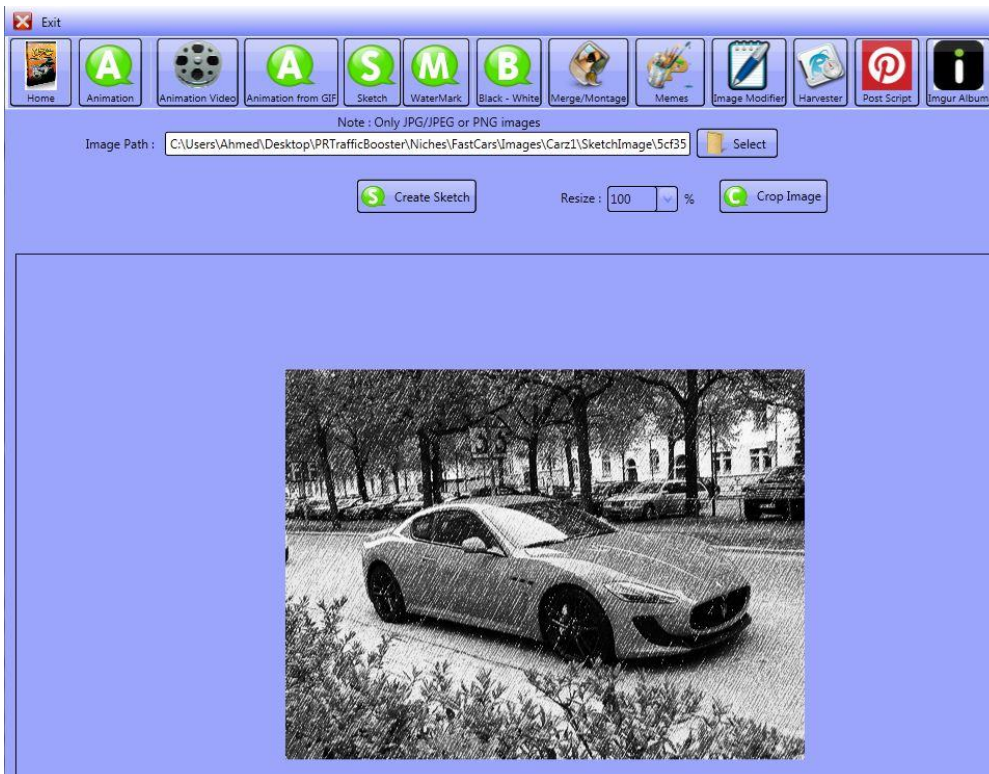 Exit
Home Animation Animation Video Animation from GIF Sketch WaterMark Black - White Merge/Montage Memes Image Modifier Harvester Post Script Imgur Album
Note : Only JPG/JPEG or PNG images
Image Path : C:\Users\Ahmed\Desktop\PRTrafficBooster\Niches\FastCars\Images\Carz1\SketchImage\5cf35 Select
Create Sketch Resize : 100 % Crop Image